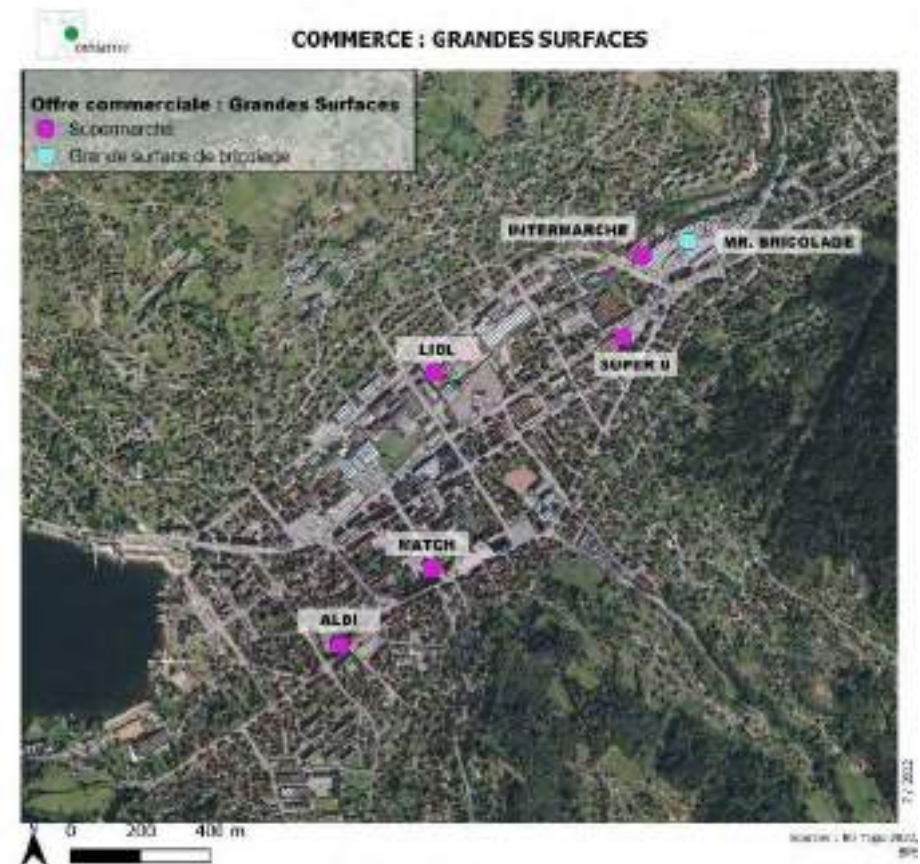 COMMERCE : GRANDES SURFACES
Offre commerciale : Grandes Surfaces
Supermarché
Grande surface de bricolage
INTERMARCHE
MR. BRICOLAGE
LIDL
SUPER U
MATCH
ALDI
0 200 400 m